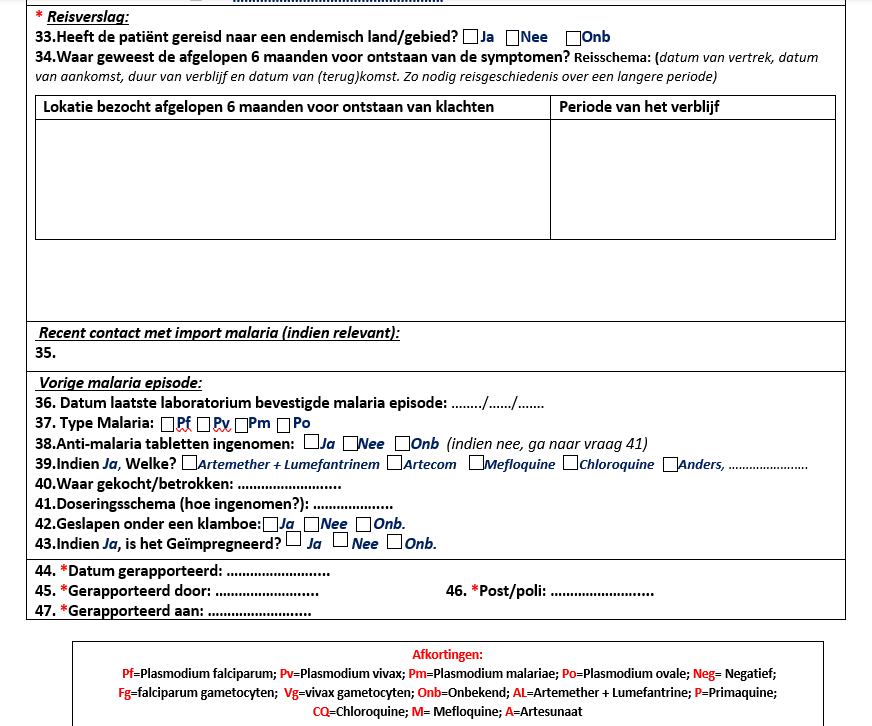 * Reisverslag:
33.Heeft de patiënt gereisd naar een endemisch land/gebied? ☐Ja ☐Nee ☐Onb
34.Waar geweest de afgelopen 6 maanden voor ontstaan van de symptomen? Reisschema: (datum van vertrek, datum
van aankomst, duur van verblijf en datum van (terug)komst. Zo nodig reisgeschiedenis over een langere periode)
Lokatie bezocht afgelopen 6 maanden voor ontstaan van klachten Periode van het verblijf
Recent contact met import malaria (indien relevant):
35.
Vorige malaria episode:
36. Datum laatste laboratorium bevestigde malaria episode: ......../....../.......
37. Type Malaria: ☐Pf ☐Pv ☐Pm ☐Po
38.Anti-malaria tabletten ingenomen: ☐Ja ☐Nee ☐Onb (indien nee, ga naar vraag 41)
39.Indien Ja, Welke? ☐Artemether + Lumefantrinem ☐Artecom ☐Mefloquine ☐Chloroquine ☐Anders, ........................
40.Waar gekocht/betrokken: ........................
41.Doseringsschema (hoe ingenomen?): ...................
42.Geslapen onder een klamboe:☐Ja ☐Nee ☐Onb.
43.Indien Ja, is het Geïmpregneerd? ☐ Ja ☐ Nee ☐Onb.
44. *Datum gerapporteerd: ........................
45. *Gerapporteerd door: ........................ 46. *Post/poli: ........................
47. *Gerapporteerd aan: ........................
Afkortingen:
Pf=Plasmodium falciparum; Pv=Plasmodium vivax; Pm=Plasmodium malariae; Po=Plasmodium ovale; Neg= Negatief;
Fg=falciparum gametocyten; Vg=vivax gametocyten; Onb=Onbekend; AL=Artemether + Lumefantrine; P=Primaquine;
CQ=Chloroquine; M= Mefloquine; A=Artesunaat